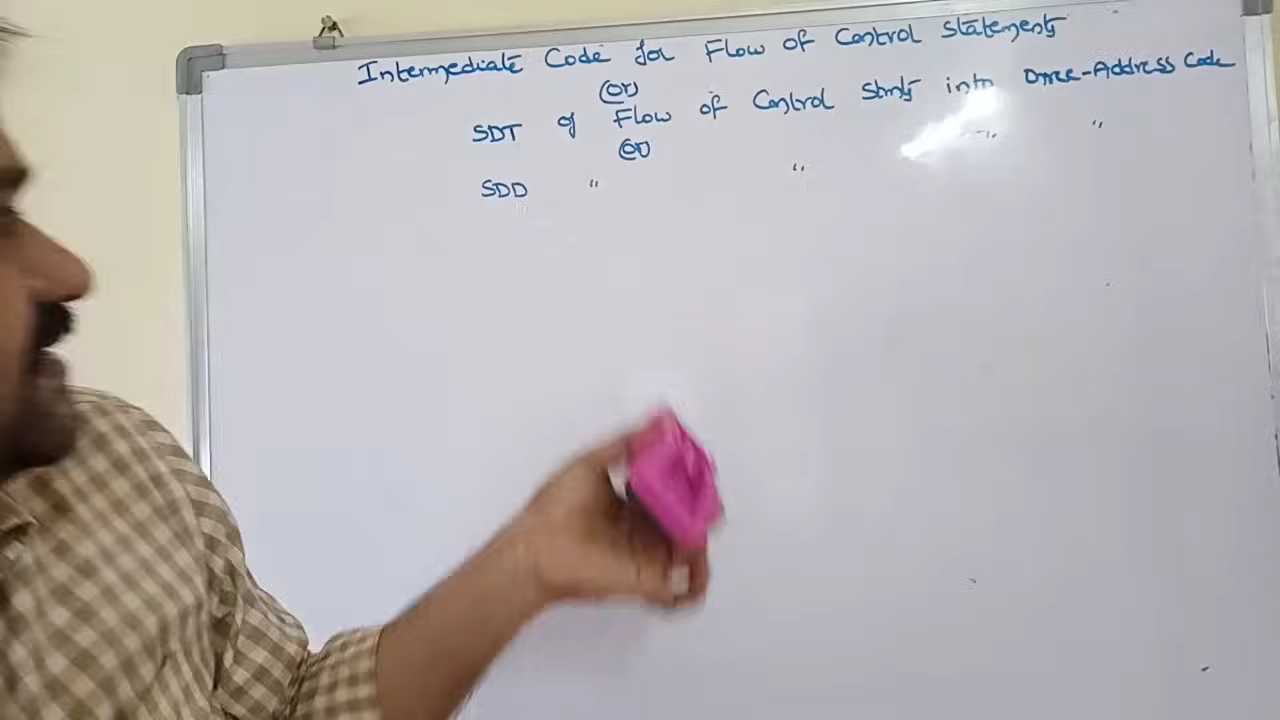 Intermediate Code for Flow of Control Statements
(or)
SDT of Flow of Control Stmts into Three-Address Code
(or)
SDD " " " "